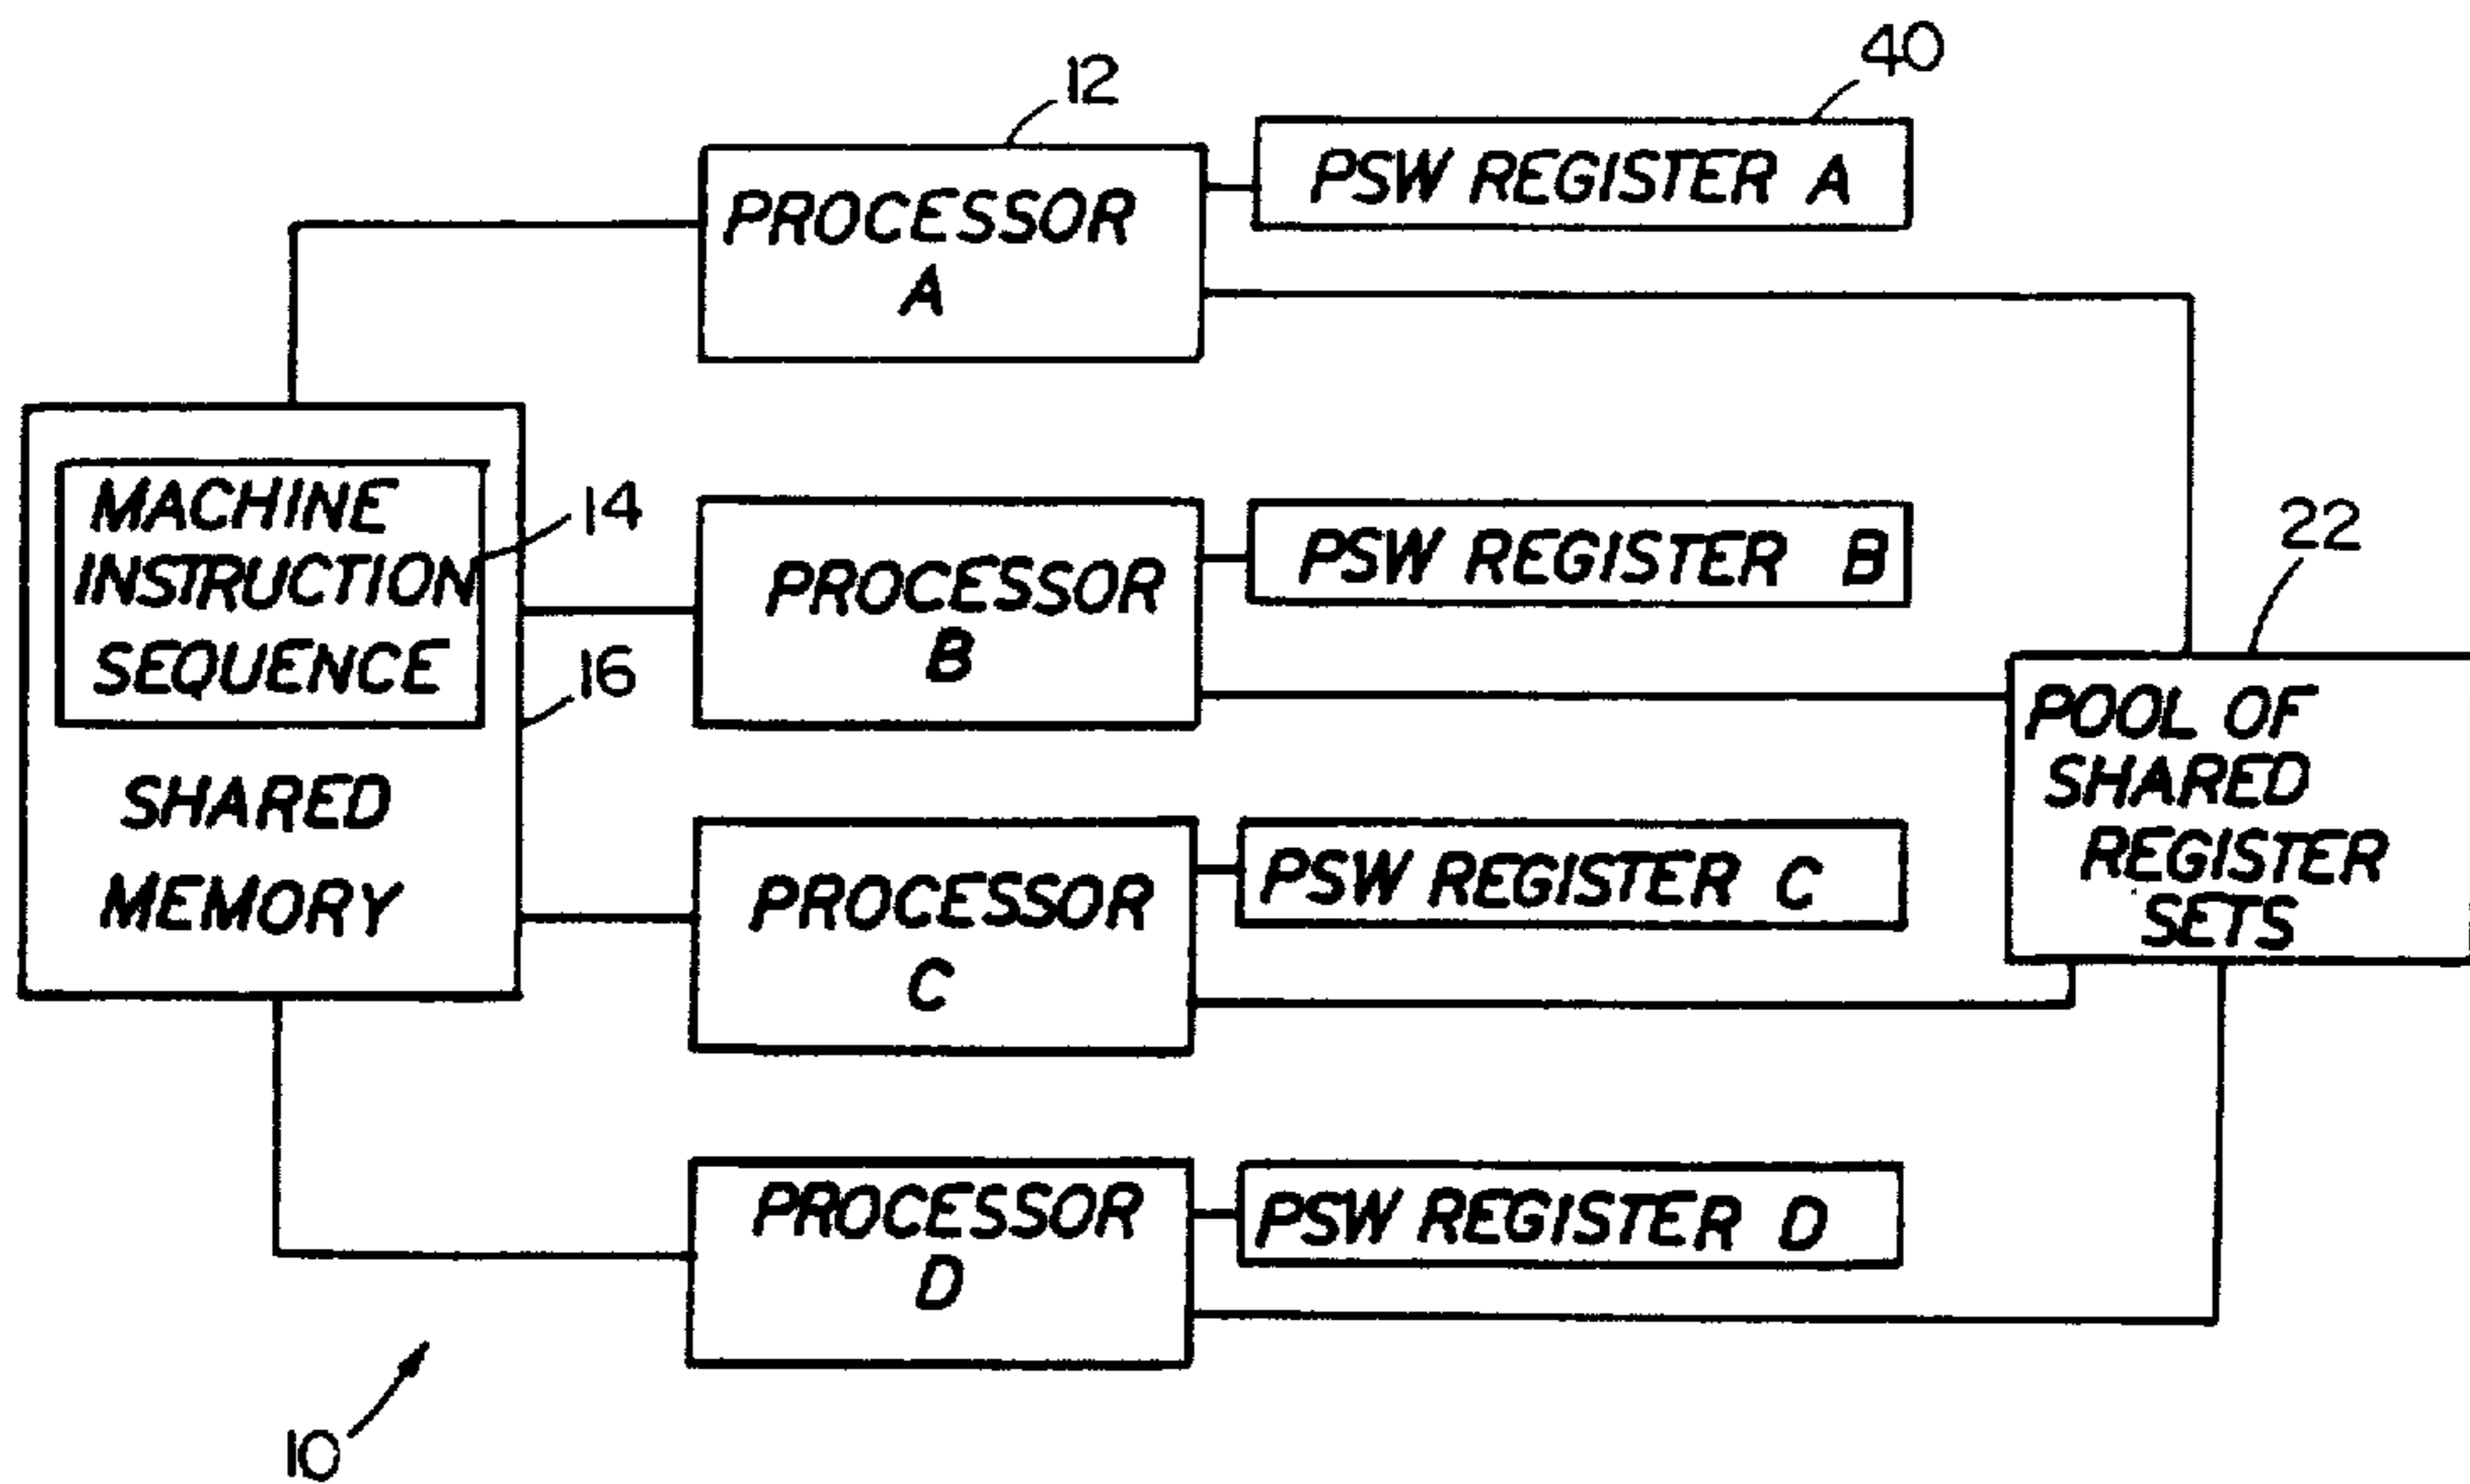 40
12
PSW REGISTER A
PROCESSOR
A
MACHINE
INSTRUCTION
SEQUENCE
14
16
SHARED
MEMORY
PROCESSOR
B
PSW REGISTER B
22
POOL OF
SHARED
REGISTER
SETS
PROCESSOR
C
PSW REGISTER C
PROCESSOR
D
PSW REGISTER D
10